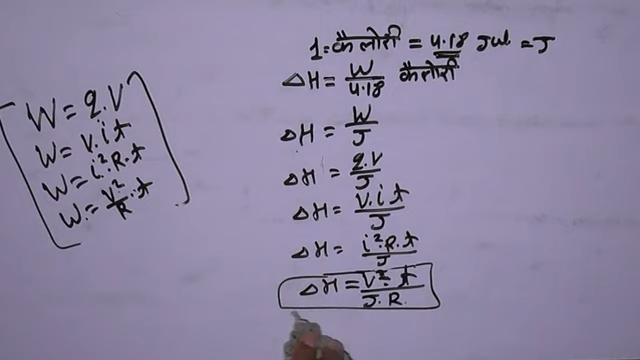 W = q.V
W = V.i.t
W = i².R.t
W = V²/R .t
1 = कैलोरी = 4.18 Jul = J
ΔH = W/4.18 कैलोरी
ΔH = W/J
ΔH = q.V/J
ΔH = V.i.t/J
ΔH = i².R.t/J
ΔH = V².t/J.R.